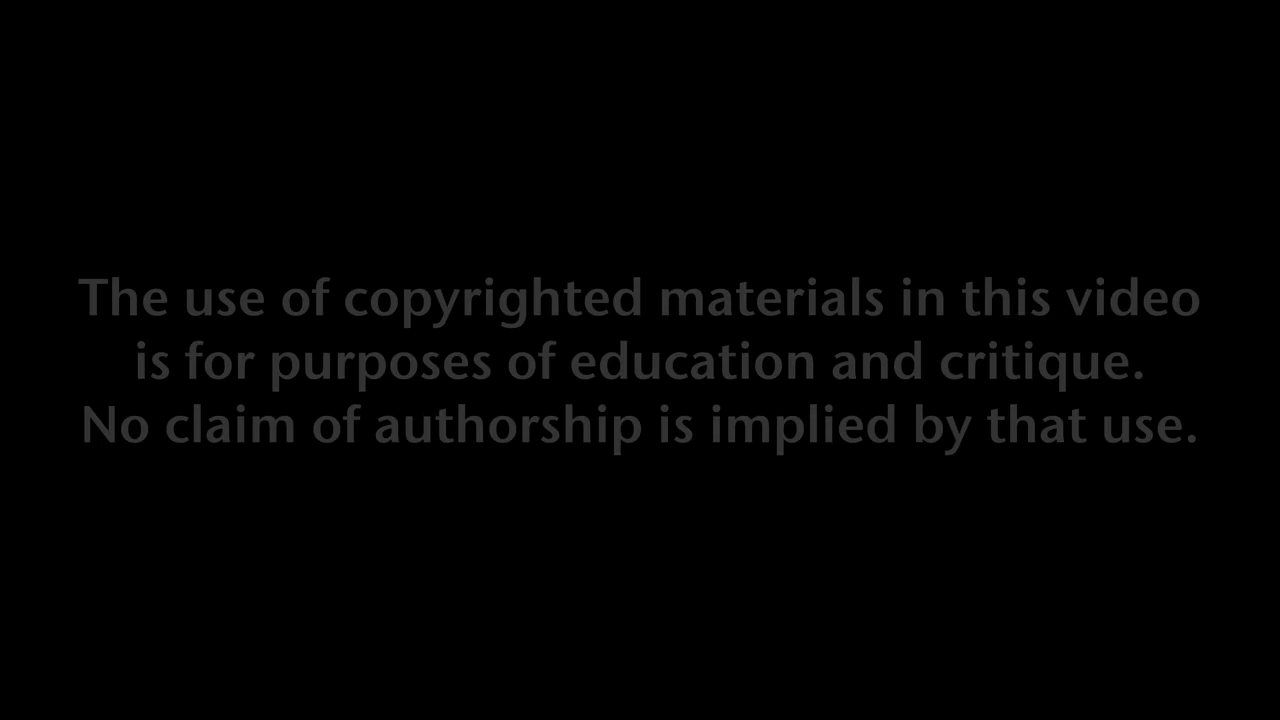 The use of copyrighted materials in this video
is for purposes of education and critique.
No claim of authorship is implied by that use.